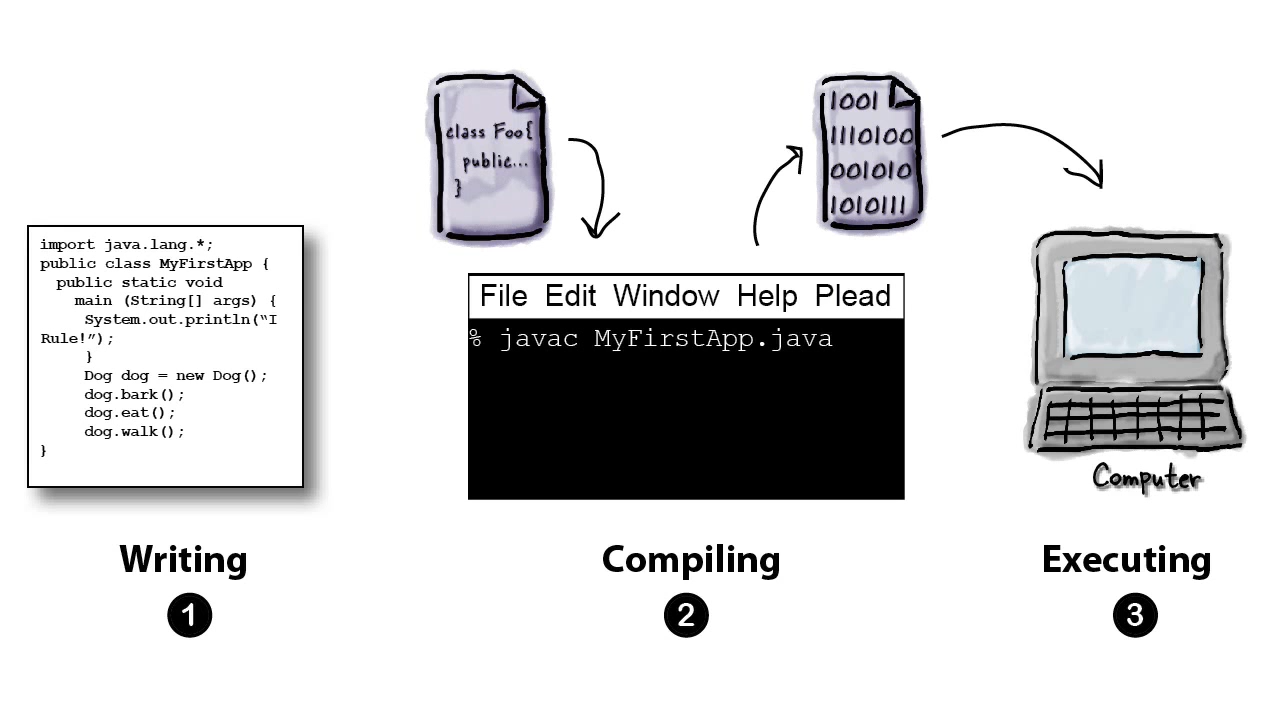 import java.lang.*;
public class MyFirstApp {
public static void
main (String[] args) {
System.out.println(“I
Rule!”);
}
Dog dog = new Dog();
dog.bark();
dog.eat();
dog.walk();
}
Writing
1
class Foo{
public...
}
File Edit Window Help Plead
% javac MyFirstApp.java
1001
1110100
001010
1010111
Compiling
2
Computer
Executing
3